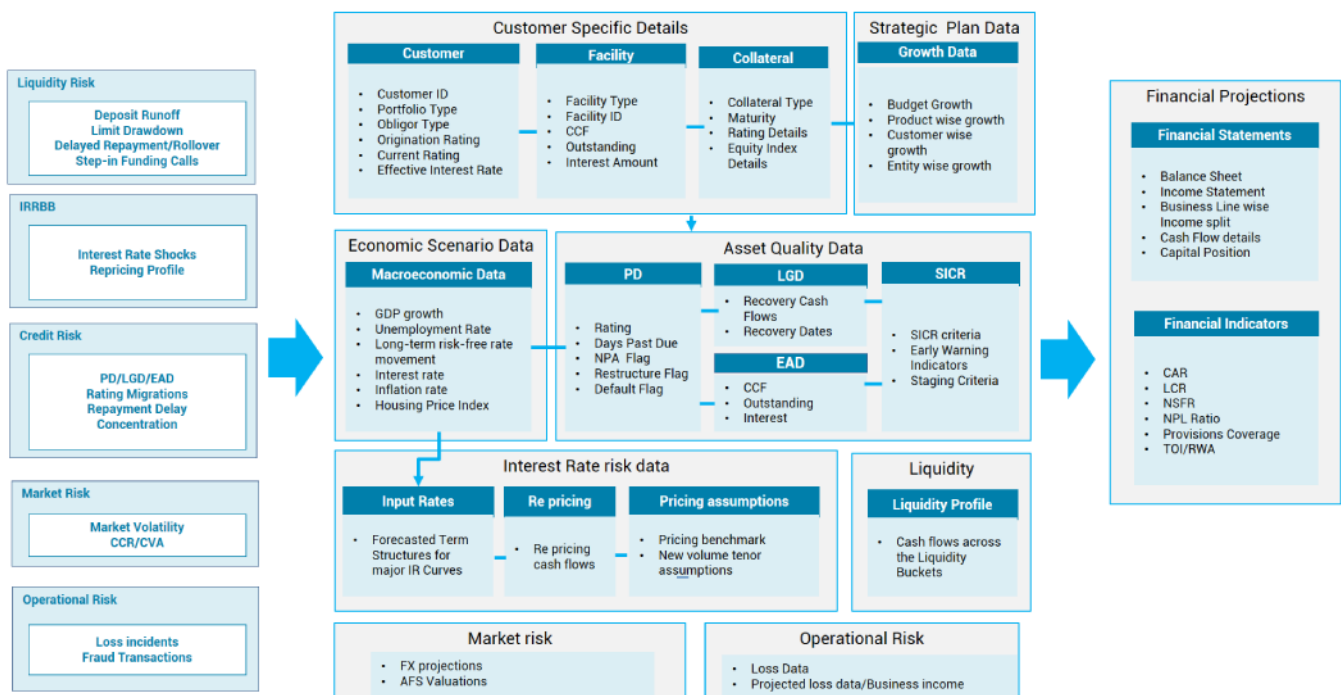 Liquidity Risk
Deposit Runoff
Limit Drawdown
Delayed Repayment/Rollover
Step-in Funding Calls
IRRBB
Interest Rate Shocks
Repricing Profile
Credit Risk
PD/LGD/EAD
Rating Migrations
Repayment Delay
Concentration
Market Risk
Market Volatility
CCR/CVA
Operational Risk
Loss incidents
Fraud Transactions
Customer Specific Details
Customer
• Customer ID
• Portfolio Type
• Obligor Type
• Origination Rating
• Current Rating
• Effective Interest Rate
Facility
• Facility Type
• Facility ID
• CCF
• Outstanding
• Interest Amount
Collateral
• Collateral Type
• Maturity
• Rating Details
• Equity Index
Details
Strategic Plan Data
Growth Data
• Budget Growth
• Product wise growth
• Customer wise
growth
• Entity wise growth
Economic Scenario Data
Macroeconomic Data
• GDP growth
• Unemployment Rate
• Long-term risk-free rate
movement
• Interest rate
• Inflation rate
• Housing Price Index
Asset Quality Data
PD
• Rating
• Days Past Due
• NPA Flag
• Restructure Flag
• Default Flag
LGD
• Recovery Cash
Flows
• Recovery Dates
EAD
• CCF
• Outstanding
• Interest
SICR
• SICR criteria
• Early Warning
Indicators
• Staging Criteria
Interest Rate risk data
Input Rates
• Forecasted Term
Structures for
major IR Curves
Re pricing
• Re pricing
cash flows
Pricing assumptions
• Pricing benchmark
• New volume tenor
assumptions
Liquidity
Liquidity Profile
• Cash flows across
the Liquidity
Buckets
Market risk
• FX projections
• AFS Valuations
Operational Risk
• Loss Data
• Projected loss data/Business income
Financial Projections
Financial Statements
• Balance Sheet
• Income Statement
• Business Line wise
Income split
• Cash Flow details
• Capital Position
Financial Indicators
• CAR
• LCR
• NSFR
• NPL Ratio
• Provisions Coverage
• TOI/RWA